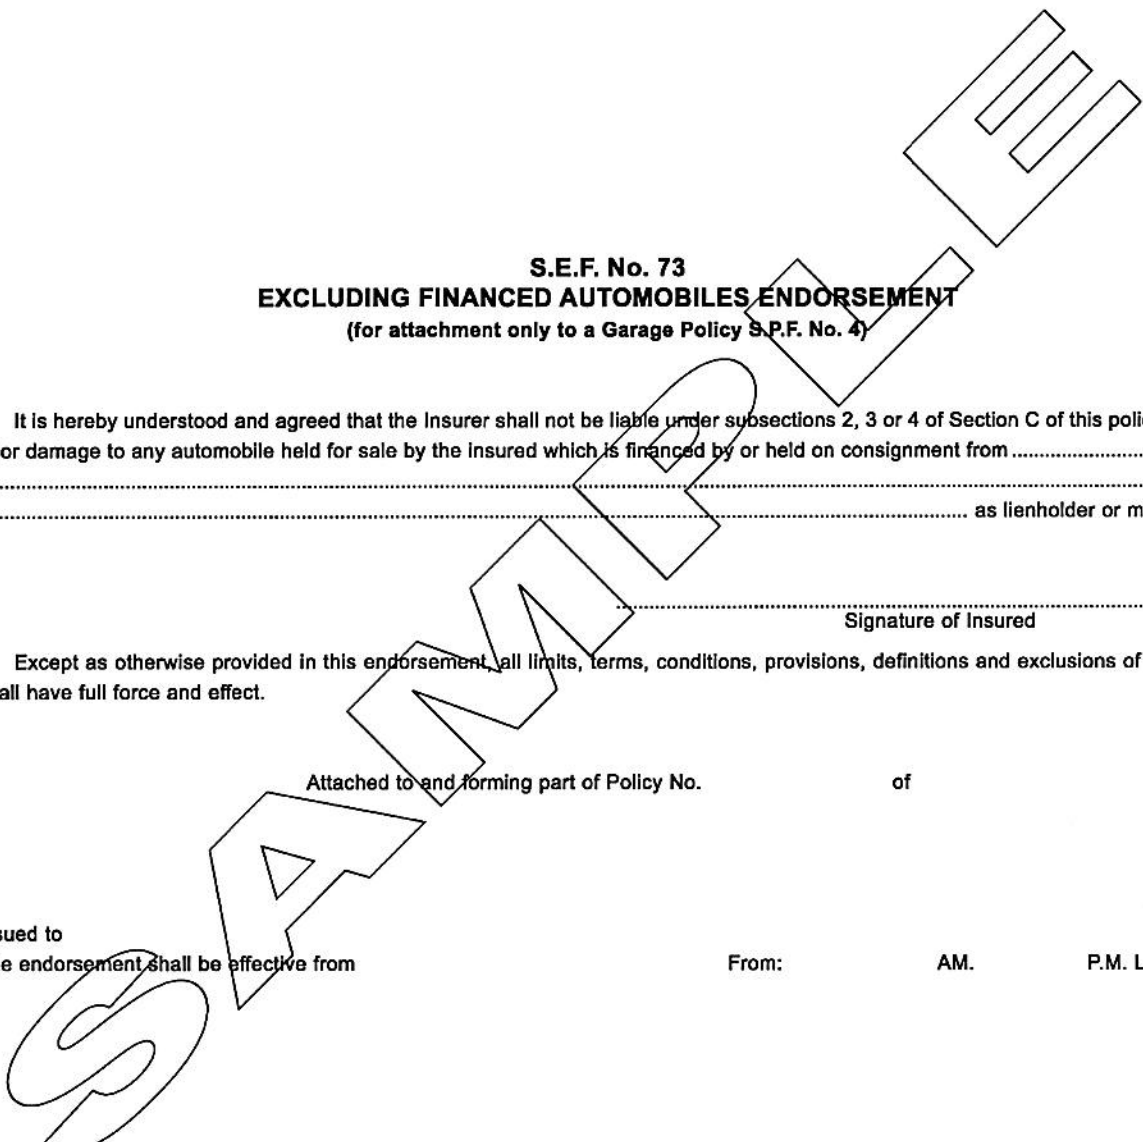 S.E.F. No. 73
EXCLUDING FINANCED AUTOMOBILES ENDORSEMENT
(for attachment only to a Garage Policy S.P.F. No. 4)
It is hereby understood and agreed that the Insurer shall not be liable under subsections 2, 3 or 4 of Section C of this poli
or damage to any automobile held for sale by the insured which is financed by or held on consignment from ........................
................................................................
................................................................ as lienholder or m
................................................................
Signature of Insured
Except as otherwise provided in this endorsement, all limits, terms, conditions, provisions, definitions and exclusions of
all have full force and effect.
Attached to and forming part of Policy No. of
sued to
e endorsement shall be effective from From: AM. P.M. L
SAMPLE